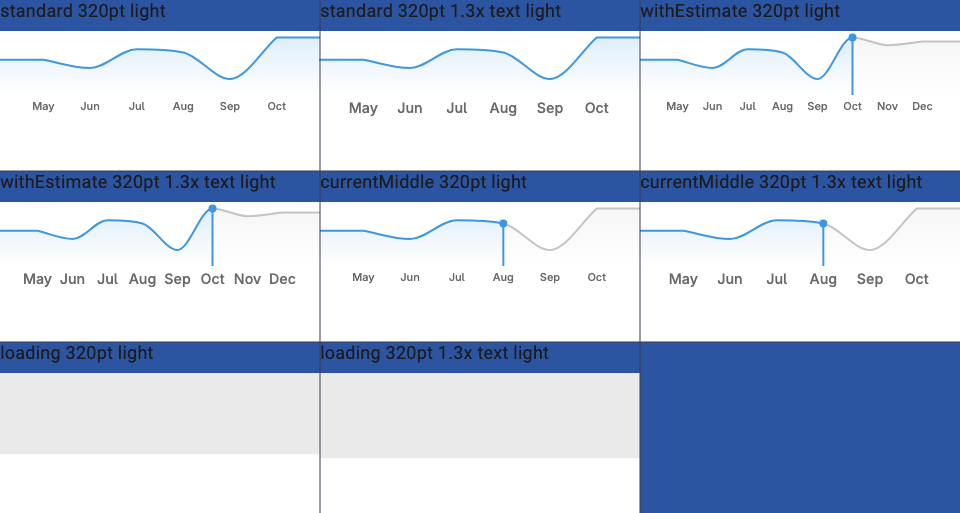 standard 320pt light
standard 320pt 1.3x text light
withEstimate 320pt light
May Jun Jul Aug Sep Oct
May Jun Jul Aug Sep Oct
May Jun Jul Aug Sep Oct Nov Dec
withEstimate 320pt 1.3x text light
currentMiddle 320pt light
currentMiddle 320pt 1.3x text light
May Jun Jul Aug Sep Oct Nov Dec
May Jun Jul Aug Sep Oct
May Jun Jul Aug Sep Oct
loading 320pt light
loading 320pt 1.3x text light